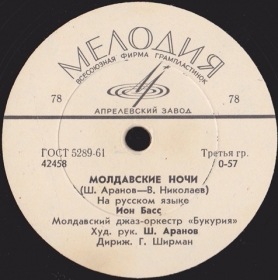 МЕЛОДИЯ
ВСЕСОЮЗНАЯ ФИРМА ГРАМПЛАСТИНОК
78 78
АПРЕЛЕВСКИЙ ЗАВОД
ГОСТ 5289-61 Третья гр.
42458 0-57
МОЛДАВСКИЕ НОЧИ
(Ш. Аранов—В. Николаев)
На русском языке
Ион Басс
Молдавский джаз-оркестр «Букурия»
Худ. рук. Ш. Аранов
Дириж. Г. Ширман